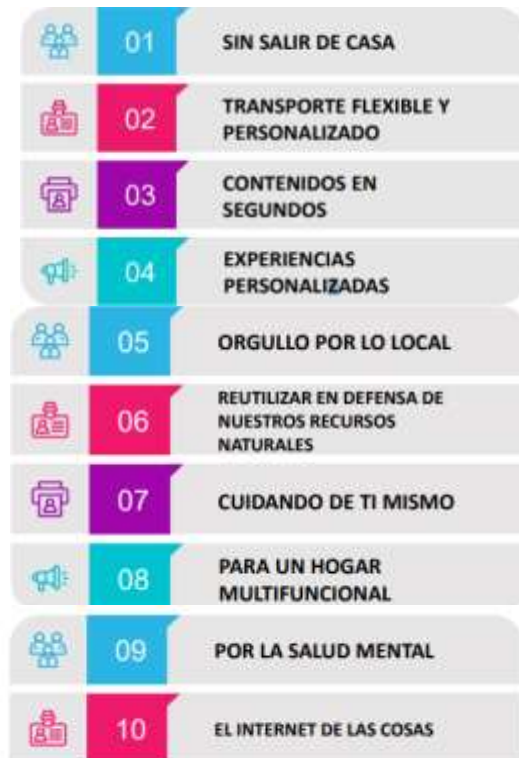 01 SIN SALIR DE CASA
02 TRANSPORTE FLEXIBLE Y
PERSONALIZADO
03 CONTENIDOS EN
SEGUNDOS
04 EXPERIENCIAS
PERSONALIZADAS
05 ORGULLO POR LO LOCAL
06 REUTILIZAR EN DEFENSA DE
NUESTROS RECURSOS
NATURALES
07 CUIDANDO DE TI MISMO
08 PARA UN HOGAR
MULTIFUNCIONAL
09 POR LA SALUD MENTAL
10 EL INTERNET DE LAS COSAS